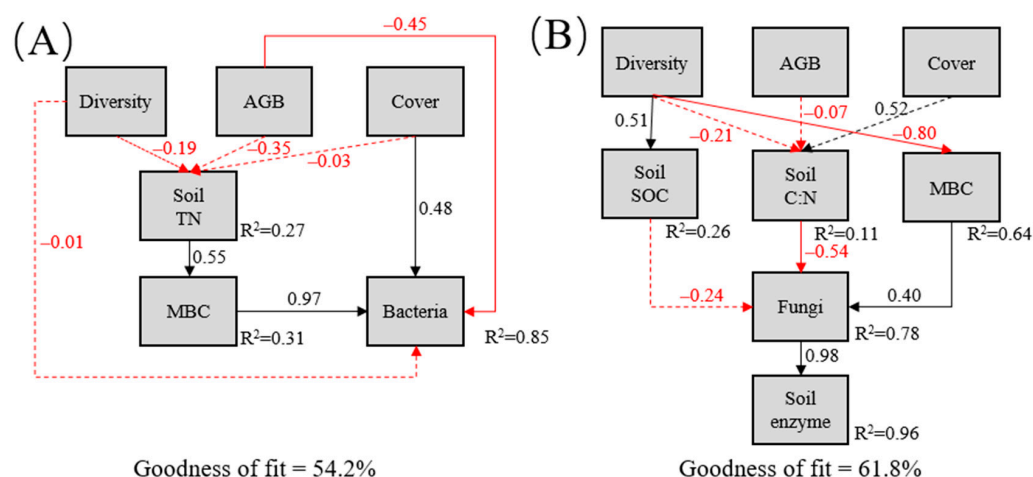 (A)
–0.45
Diversity
AGB
Cover
–0.19
–0.35
–0.03
Soil
TN
R²=0.27
0.48
–0.01
0.55
MBC
0.97
Bacteria
R²=0.31
R²=0.85
Goodness of fit = 54.2%
(B)
Diversity
AGB
Cover
0.51
–0.21
–0.07
0.52
–0.80
Soil
SOC
Soil
C:N
MBC
R²=0.26
R²=0.11
R²=0.64
–0.54
–0.24
Fungi
0.40
R²=0.78
0.98
Soil
enzyme
R²=0.96
Goodness of fit = 61.8%